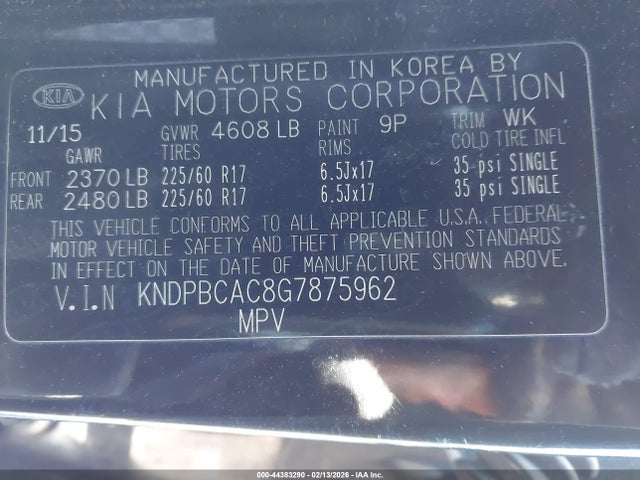 MANUFACTURED IN KOREA BY
KIA KIA MOTORS CORPORATION
11/15 GVWR 4608 LB PAINT 9P TRIM WK
GAWR TIRES RIMS COLD TIRE INFL
FRONT 2370 LB 225/60 R17 6.5Jx17 35 psi SINGLE
REAR 2480 LB 225/60 R17 6.5Jx17 35 psi SINGLE
THIS VEHICLE CONFORMS TO ALL APPLICABLE U.S.A. FEDERAL
MOTOR VEHICLE SAFETY AND THEFT PREVENTION STANDARDS
IN EFFECT ON THE DATE OF MANUFACTURE SHOWN ABOVE.
V.I.N KNDPBCAC8G7875962
MPV
000-44383290 - 02/13/2026 - IAA Inc.